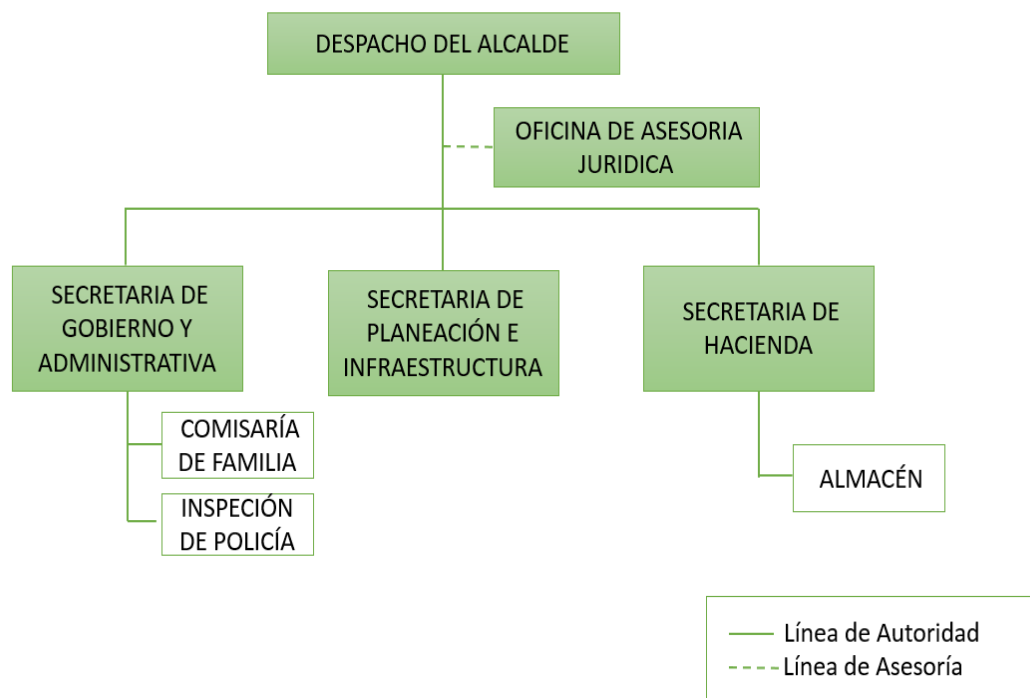 DESPACHO DEL ALCALDE
OFICINA DE ASESORIA
JURIDICA
SECRETARIA DE
GOBIERNO Y
ADMINISTRATIVA
SECRETARIA DE
PLANEACIÓN E
INFRAESTRUCTURA
SECRETARIA DE
HACIENDA
COMISARÍA
DE FAMILIA
INSPECIÓN
DE POLICÍA
ALMACÉN
Línea de Autoridad
Línea de Asesoría